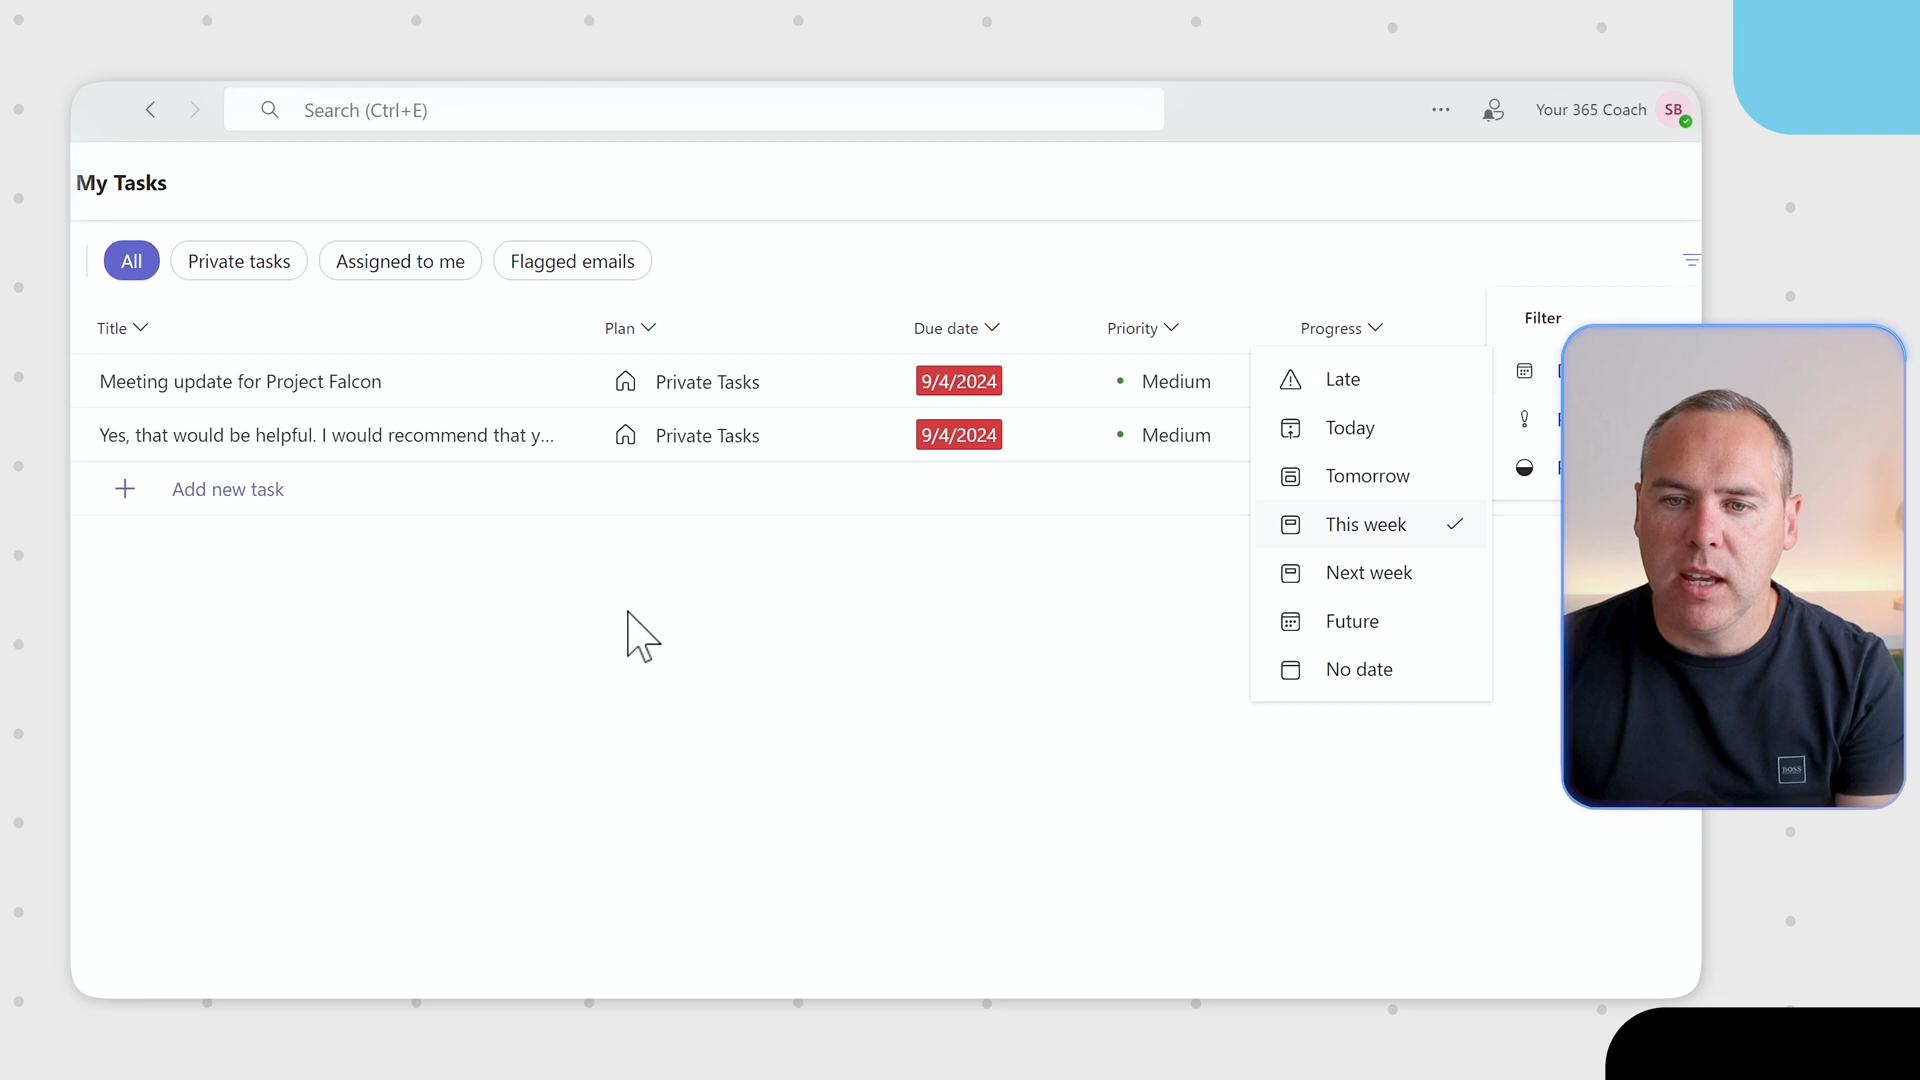 Search (Ctrl+E)
Your 365 Coach
SB
My Tasks
All
Private tasks
Assigned to me
Flagged emails
Title
Plan
Due date
Priority
Progress
Filter
Meeting update for Project Falcon
Private Tasks
9/4/2024
Medium
Yes, that would be helpful. I would recommend that y...
Private Tasks
9/4/2024
Medium
Add new task
Late
Today
Tomorrow
This week
Next week
Future
No date
BOSS